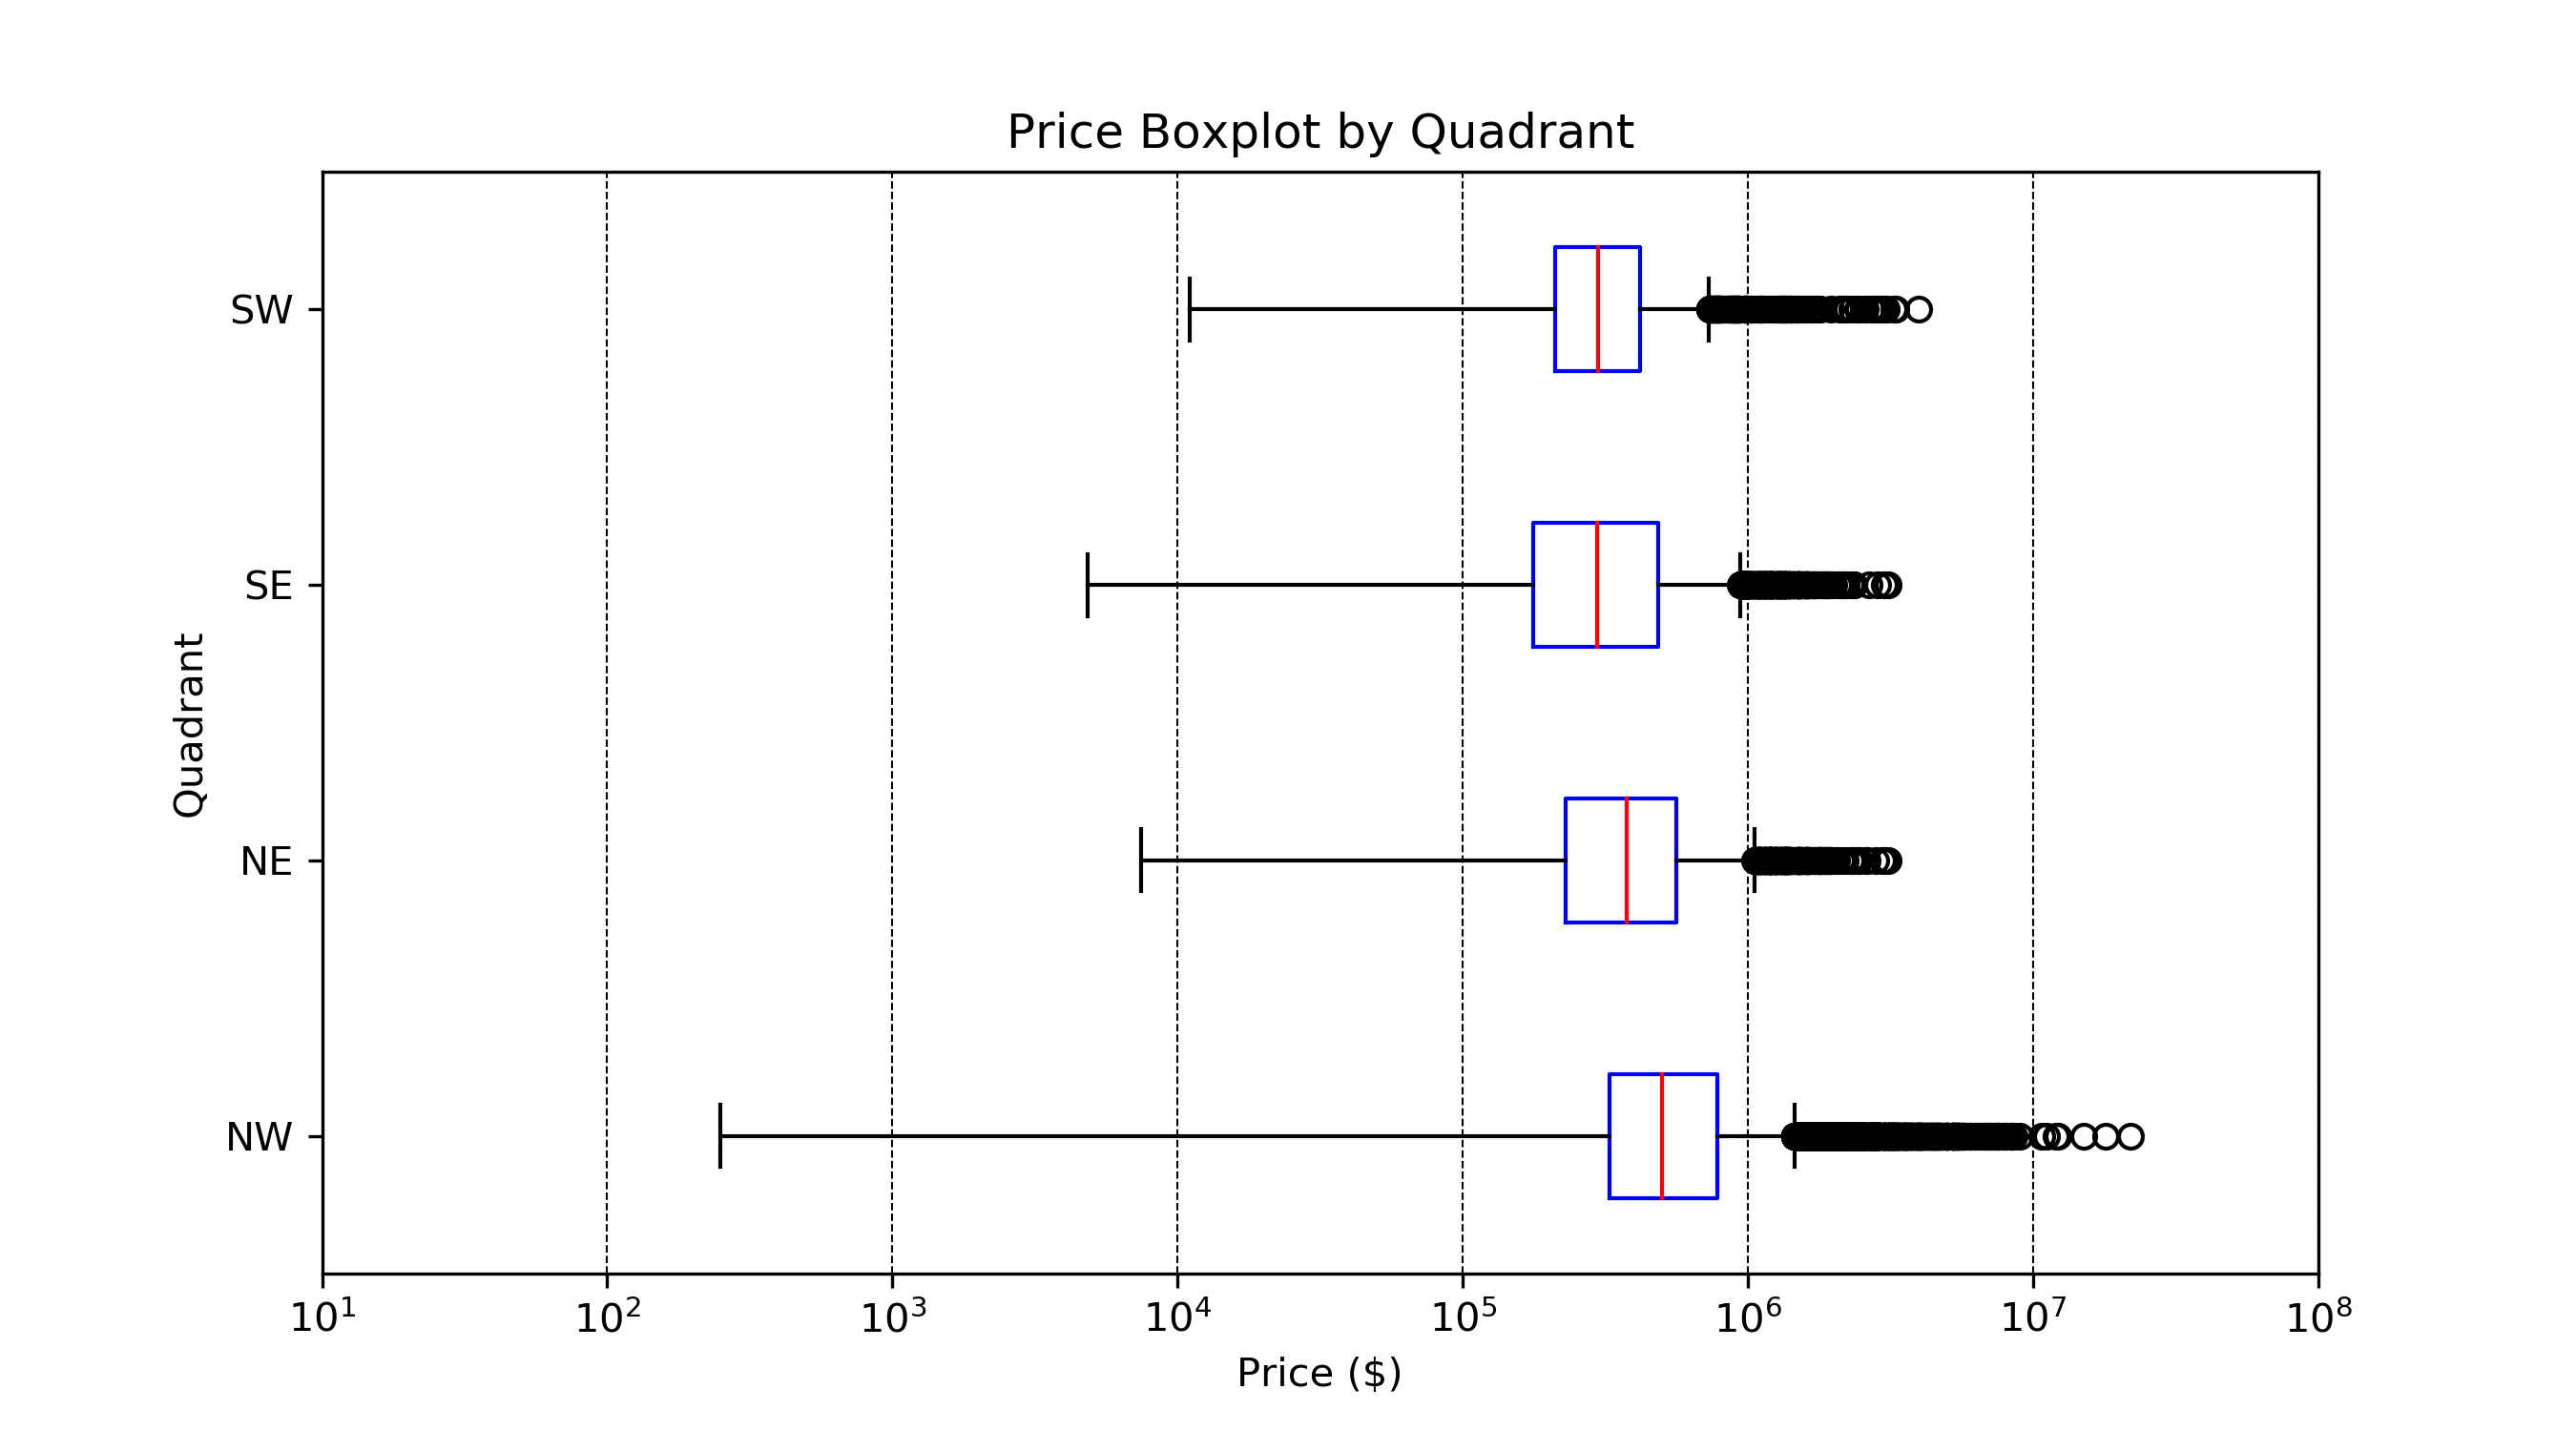 Price Boxplot by Quadrant
SW
SE
NE
NW
Quadrant
10¹ 10² 10³ 10⁴ 10⁵ 10⁶ 10⁷ 10⁸
Price ($)